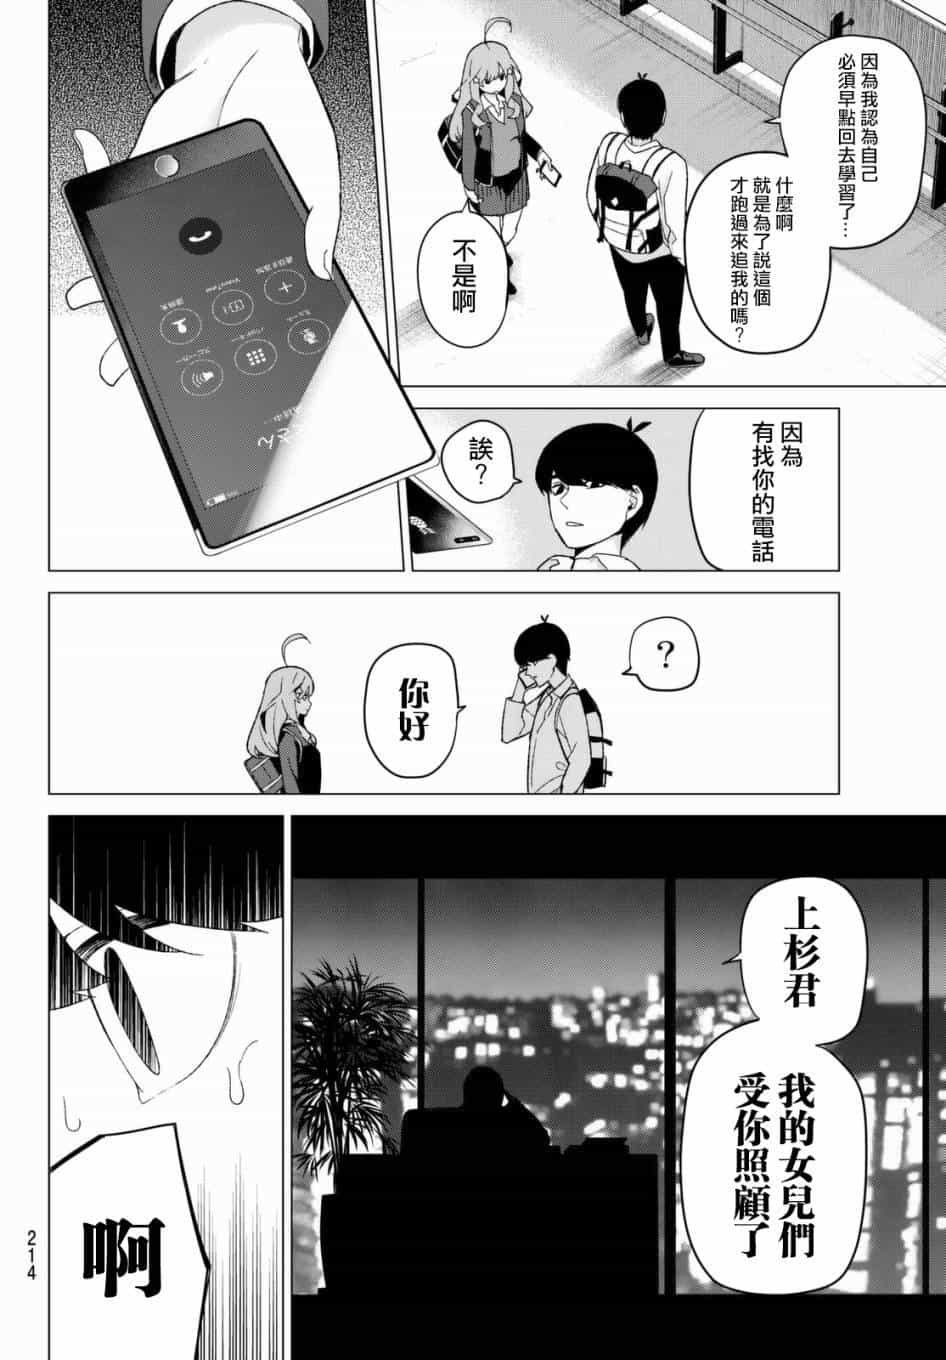 因為我認為自己
必須早點回去學習了…
什麼啊
就是為了說這個
才跑過來追我的嗎？
不是啊
因為
有找你的電話
誒？
？
你好
上杉君
我的女兒們
受你照顧了
啊
214